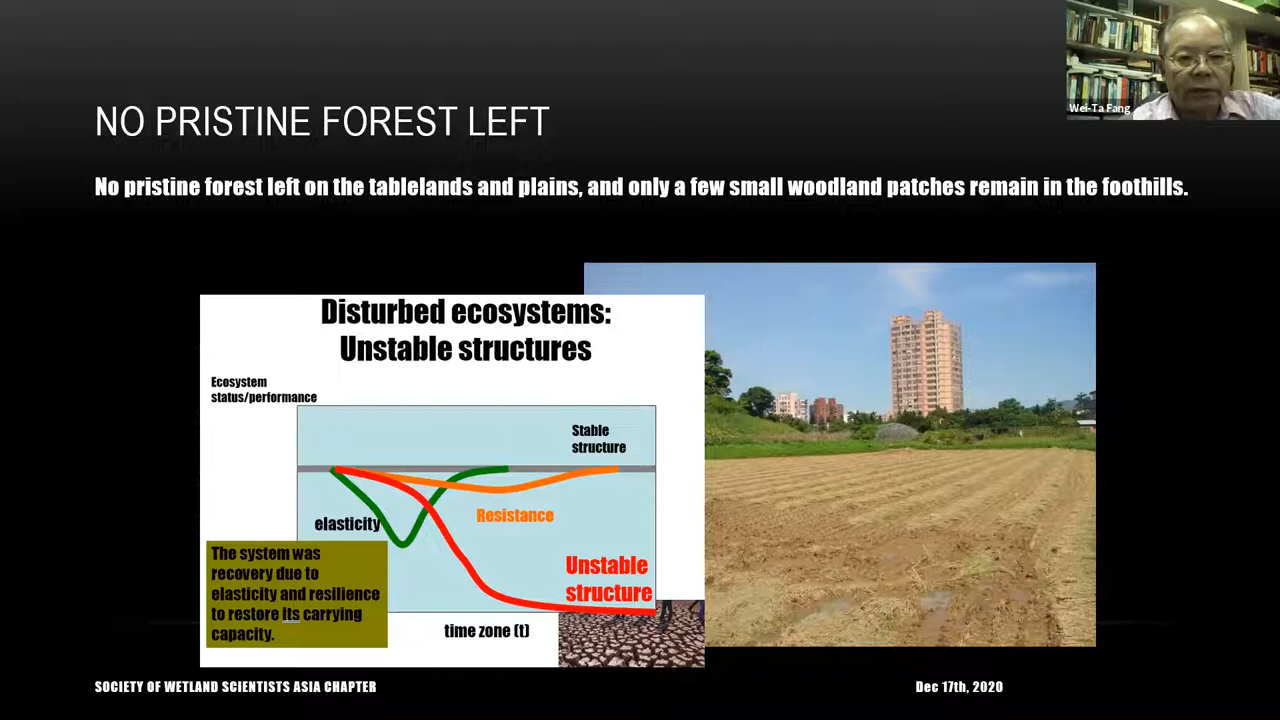 Wei-Ta Fang
NO PRISTINE FOREST LEFT
No pristine forest left on the tablelands and plains, and only a few small woodland patches remain in the foothills.
Disturbed ecosystems:
Unstable structures
Ecosystem
status/performance
Stable
structure
elasticity
Resistance
The system was
recovery due to
elasticity and resilience
to restore its carrying
capacity.
Unstable
structure
time zone (t)
SOCIETY OF WETLAND SCIENTISTS ASIA CHAPTER
Dec 17th, 2020